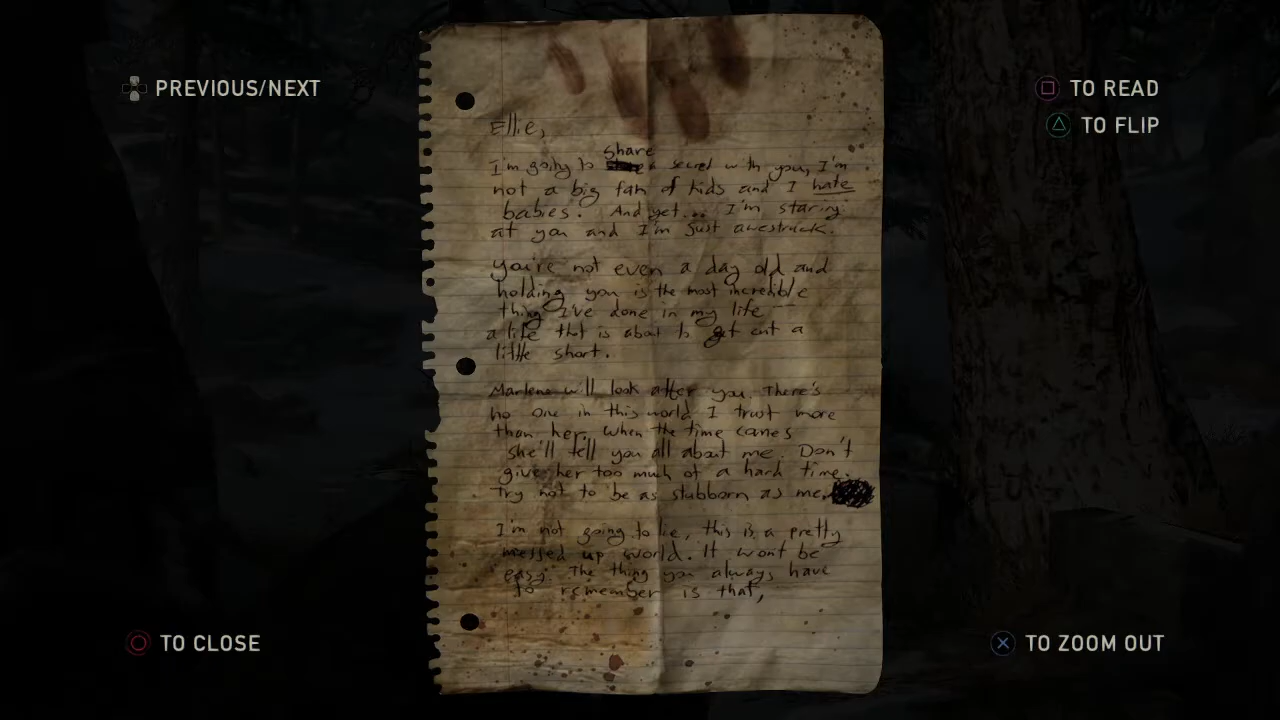 PREVIOUS/NEXT
TO READ
TO FLIP
Ellie,
share
I'm going to a secret with you, I'm
not a big fan of kids and I hate
babies. And yet... I'm staring
at you and I'm just awestruck.
You're not even a day old and
holding you is the most incredible
thing I've done in my life
a life that is about to get cut a
little short.
Marlene will look after you. There's
no one in this world I trust more
than her. When the time comes
she'll tell you all about me. Don't
give her too much of a hard time.
Try not to be as stubborn as me.
I'm not going to lie, this is a pretty
messed up world. It wont be
easy. The thing you always have
to remember is that,
TO CLOSE
TO ZOOM OUT